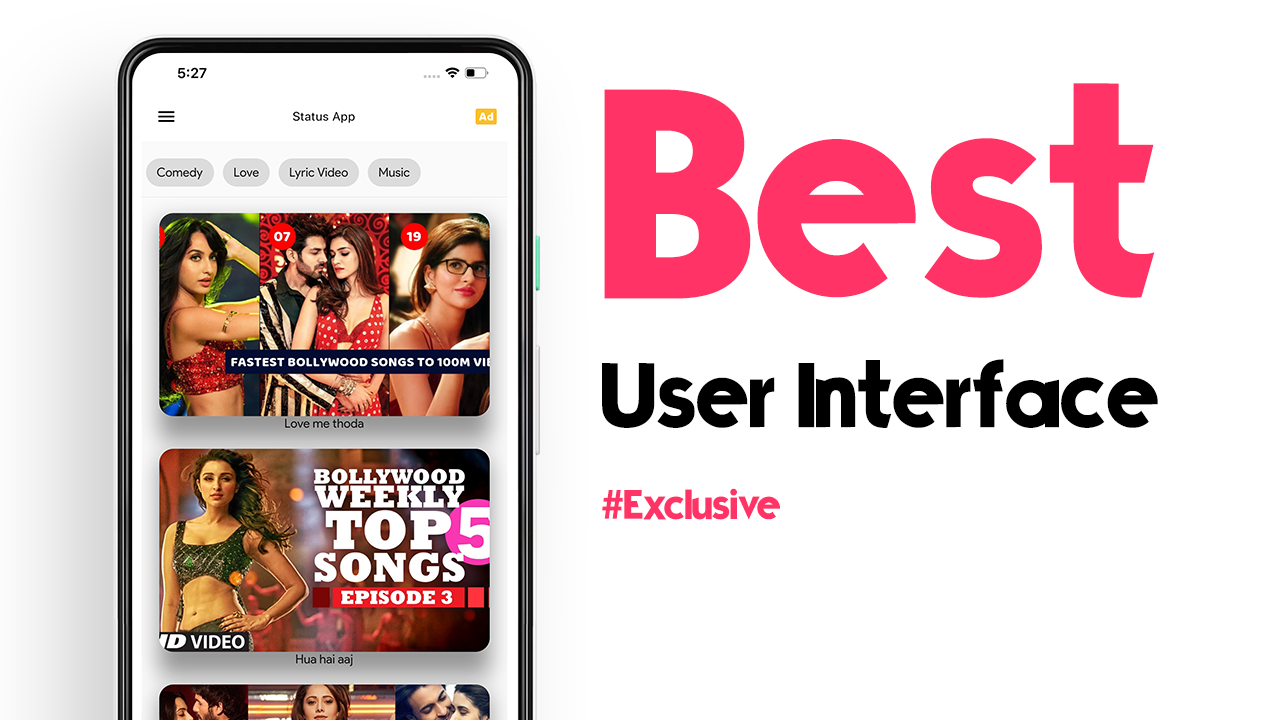 5:27
Status App
Ad
Comedy
Love
Lyric Video
Music
07
19
FASTEST BOLLYWOOD SONGS TO 100M VIE
Love me thoda
BOLLYWOOD
WEEKLY
TOP 5
SONGS
EPISODE 3
HD VIDEO
Hua hai aaj
Best
User Interface
#Exclusive